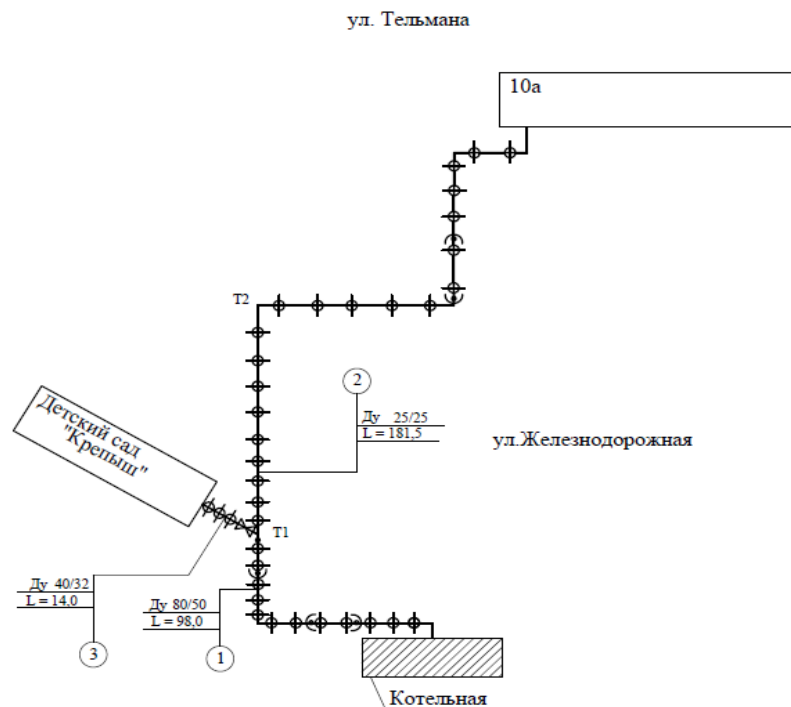 ул. Тельмана
10а
Т2
2
Ду 25/25
L = 181,5
ул.Железнодорожная
Детский сад
"Крепыш"
Т1
Ду 40/32
L = 14,0
3
Ду 80/50
L = 98,0
1
Котельная